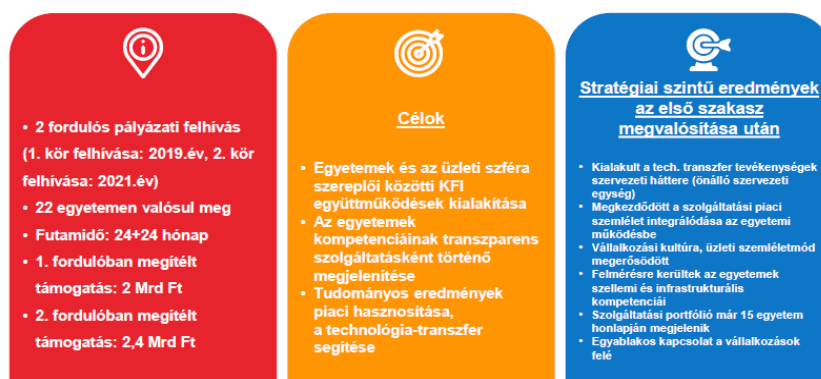 • 2 fordulós pályázati felhívás
(1. kör felhívása: 2019.év, 2. kör
felhívása: 2021.év)
• 22 egyetemen valósul meg
• Futamidő: 24+24 hónap
• 1. fordulóban megítélt
támogatás: 2 Mrd Ft
• 2. fordulóban megítélt
támogatás: 2,4 Mrd Ft
Célok
• Egyetemek és az üzleti szféra
szereplői közötti KFI
együttműködések kialakítása
• Az egyetemek
kompetenciáinak transzparens
szolgáltatásként történő
megjelenítése
• Tudományos eredmények
piaci hasznosítása,
a technológia-transzfer
segítése
Stratégiai szintű eredmények
az első szakasz
megvalósítása után
• Kialakult a tech. transzfer tevékenységek
szervezeti háttere (önálló szervezeti
egység)
• Megkezdődött a szolgáltatási piaci
szemlélet integrálódása az egyetemi
működésbe
• Vállalkozási kultúra, üzleti szemléletmód
megerősödött
• Felmérésre kerültek az egyetemek
szellemi és infrastrukturális
kompetenciái
• Szolgáltatási portfólió már 15 egyetem
honlapján megjelenik
• Egyablakos kapcsolat a vállalkozások
felé